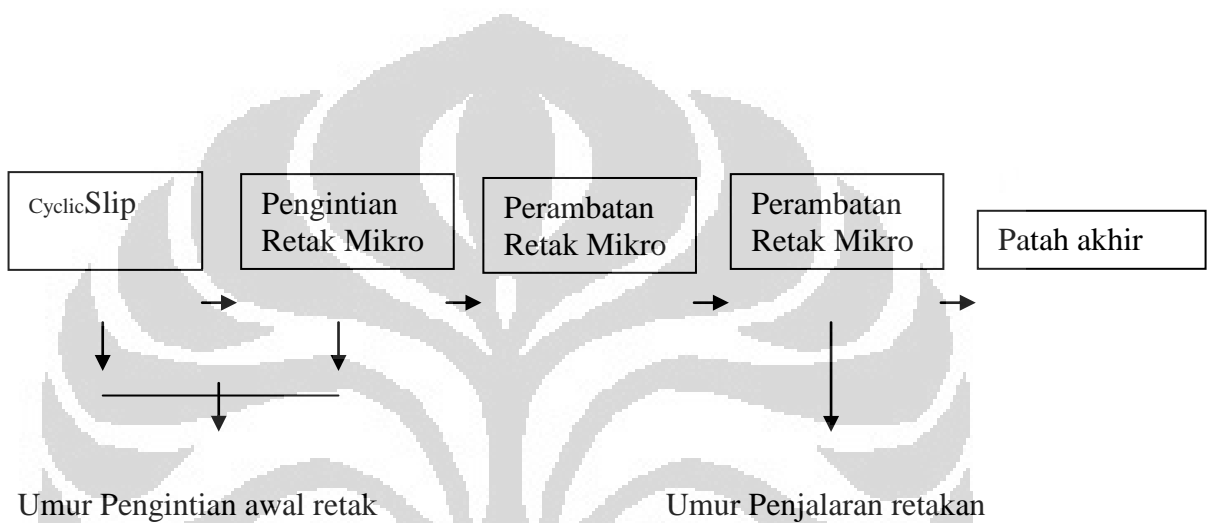 CyclicSlip
Pengintian
Retak Mikro
Perambatan
Retak Mikro
Perambatan
Retak Mikro
Patah akhir
Umur Pengintian awal retak
Umur Penjalaran retakan